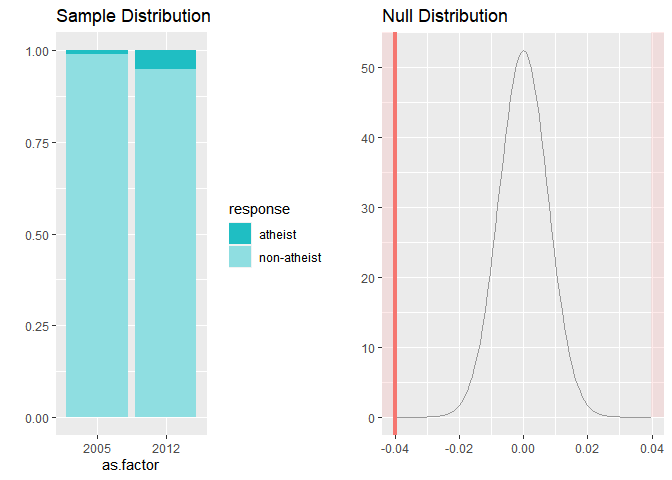 Sample Distribution
1.00
0.75
0.50
0.25
0.00
2005 2012
as.factor
response
atheist
non-atheist
Null Distribution
50
40
30
20
10
0
-0.04 -0.02 0.00 0.02 0.04